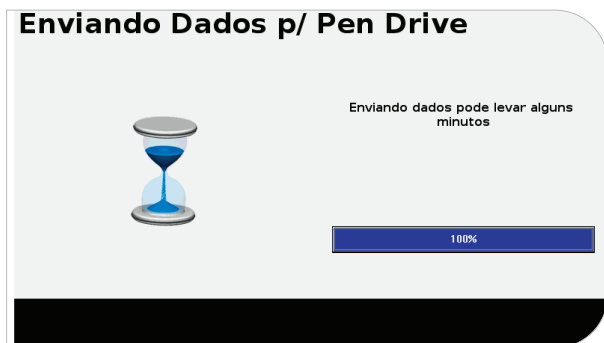 Enviando Dados p/ Pen Drive
Enviando dados pode levar alguns
minutos
100%